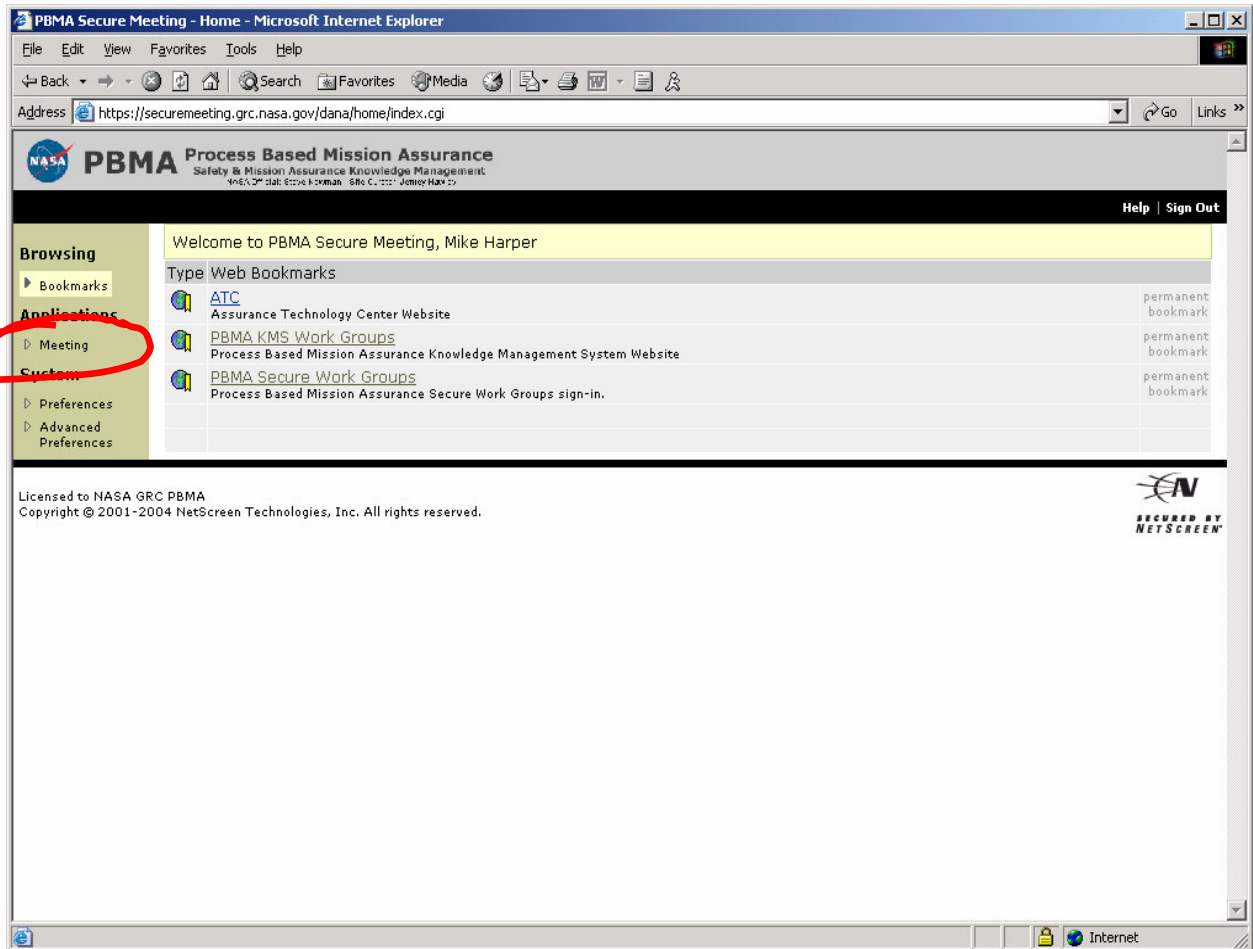 PBMA Secure Meeting - Home - Microsoft Internet Explorer
File Edit View Favorites Tools Help
Back Search Favorites Media
Address https://securemeeting.grc.nasa.gov/dana/home/index.cgi Go Links »
NASA PBMA Process Based Mission Assurance
Safety & Mission Assurance Knowledge Management
Help | Sign Out
Browsing
Bookmarks
Applications
Meeting
System
Preferences
Advanced
Preferences
Welcome to PBMA Secure Meeting, Mike Harper
Type Web Bookmarks
ATC
Assurance Technology Center Website
permanent
bookmark
PBMA KMS Work Groups
Process Based Mission Assurance Knowledge Management System Website
permanent
bookmark
PBMA Secure Work Groups
Process Based Mission Assurance Secure Work Groups sign-in.
permanent
bookmark
Licensed to NASA GRC PBMA
Copyright © 2001-2004 NetScreen Technologies, Inc. All rights reserved.
SECURED BY
NETSCREEN
Internet